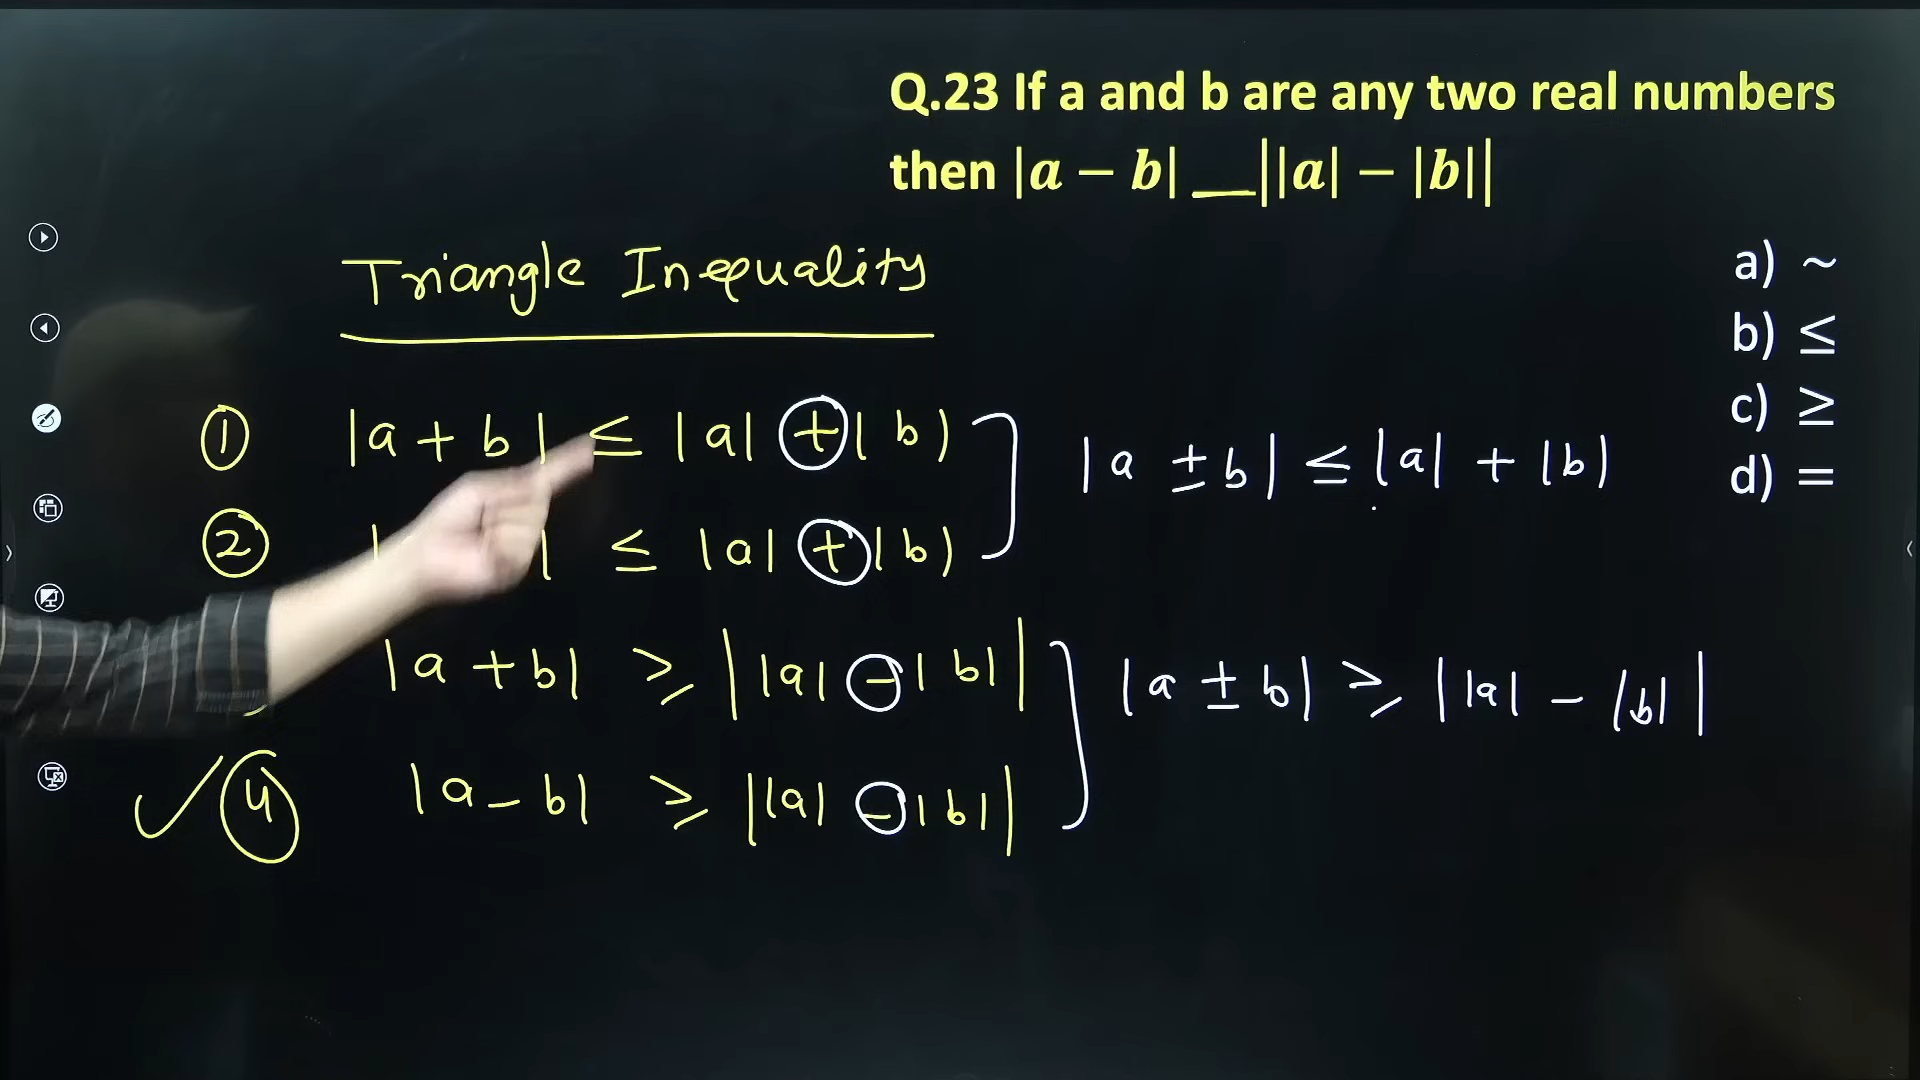 Q.23 If a and b are any two real numbers
then |a − b| __ ||a| − |b||
a) ~
b) ≤
c) ≥
d) =
Triangle Inequality
① |a + b| ≤ |a| + |b|
② ≤ |a| + |b|
|a ± b| ≤ |a| + |b|
|a + b| ≥ ||a| − |b||
④ |a − b| ≥ ||a| − |b||
|a ± b| ≥ ||a| − |b||